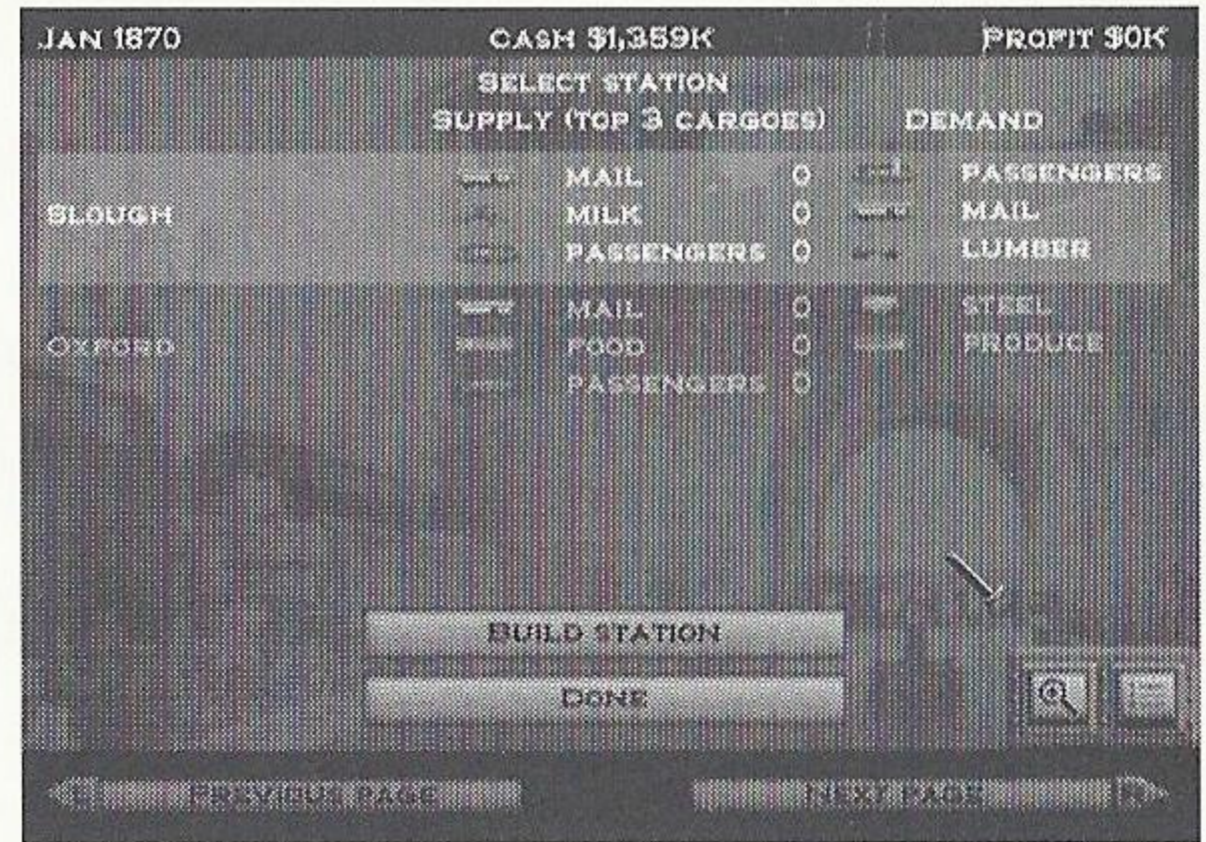 JAN 1870 CASH $1,359K PROFIT $0K
SELECT STATION
SUPPLY (TOP 3 CARGOES) DEMAND
MAIL 0 PASSENGERS
SLOUGH MILK 0 MAIL
PASSENGERS 0 LUMBER
MAIL 0 STEEL
OXFORD FOOD 0 PRODUCE
PASSENGERS 0
BUILD STATION
DONE
PREVIOUS PAGE NEXT PAGE